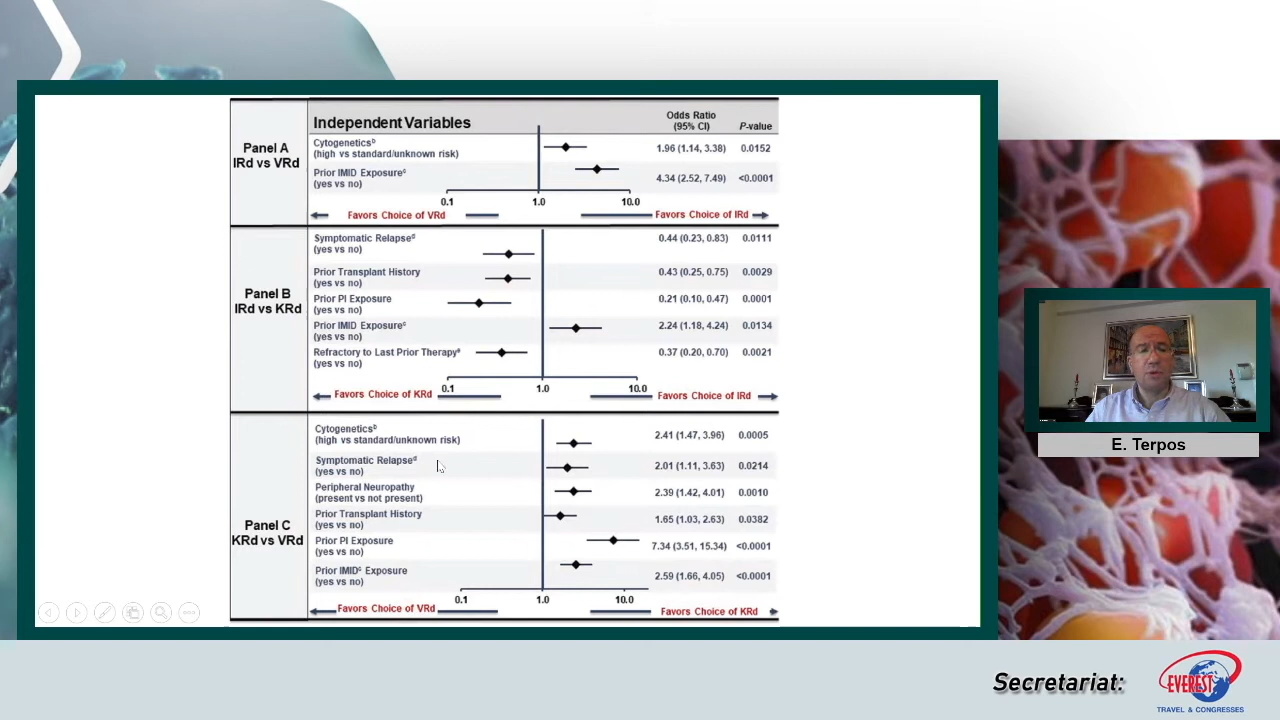 Independent Variables
Odds Ratio
(95% CI)
P-value
Panel A
IRd vs VRd
Cytogeneticsᵇ
(high vs standard/unknown risk)
1.96 (1.14, 3.38) 0.0152
Prior IMID Exposureᶜ
(yes vs no)
4.34 (2.52, 7.49) <0.0001
0.1 1.0 10.0
Favors Choice of VRd
Favors Choice of IRd
Panel B
IRd vs KRd
Symptomatic Relapseᵈ
(yes vs no)
0.44 (0.23, 0.83) 0.0111
Prior Transplant History
(yes vs no)
0.43 (0.25, 0.75) 0.0029
Prior PI Exposure
(yes vs no)
0.21 (0.10, 0.47) 0.0001
Prior IMID Exposureᶜ
(yes vs no)
2.24 (1.18, 4.24) 0.0134
Refractory to Last Prior Therapyᵉ
(yes vs no)
0.37 (0.20, 0.70) 0.0021
0.1 1.0 10.0
Favors Choice of KRd
Favors Choice of IRd
Panel C
KRd vs VRd
Cytogeneticsᵇ
(high vs standard/unknown risk)
2.41 (1.47, 3.96) 0.0005
Symptomatic Relapseᵈ
(yes vs no)
2.01 (1.11, 3.63) 0.0214
Peripheral Neuropathy
(present vs not present)
2.39 (1.42, 4.01) 0.0010
Prior Transplant History
(yes vs no)
1.65 (1.03, 2.63) 0.0382
Prior PI Exposure
(yes vs no)
7.34 (3.51, 15.34) <0.0001
Prior IMIDᶜ Exposure
(yes vs no)
2.59 (1.66, 4.05) <0.0001
0.1 1.0 10.0
Favors Choice of VRd
Favors Choice of KRd
E. Terpos
Secretariat:
EVEREST
TRAVEL & CONGRESSES